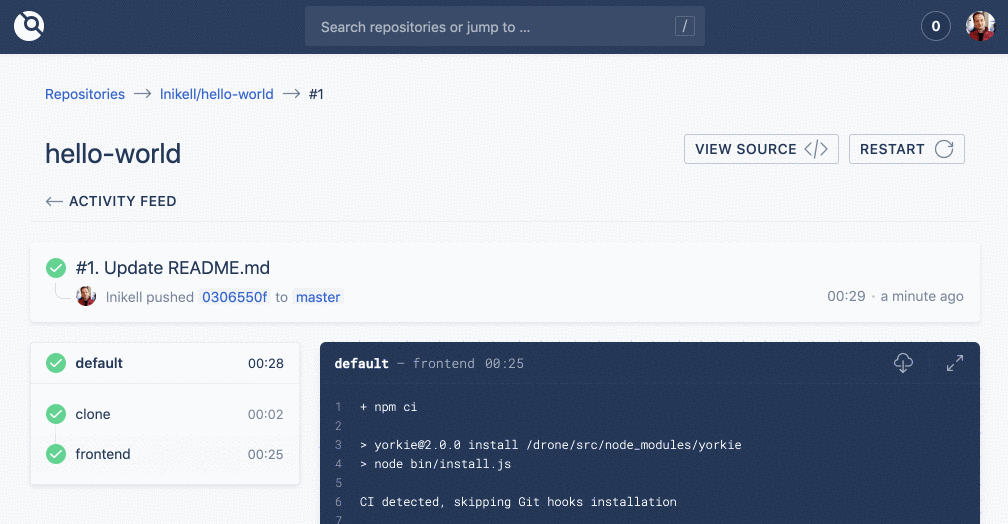 Search repositories or jump to ... /
0
Repositories → lnikell/hello-world → #1
hello-world
VIEW SOURCE </>
RESTART
← ACTIVITY FEED
#1. Update README.md
lnikell pushed 0306550f to master
00:29 · a minute ago
default 00:28
clone 00:02
frontend 00:25
default — frontend 00:25
1 + npm ci
2
3 > yorkie@2.0.0 install /drone/src/node_modules/yorkie
4 > node bin/install.js
5
6 CI detected, skipping Git hooks installation
7